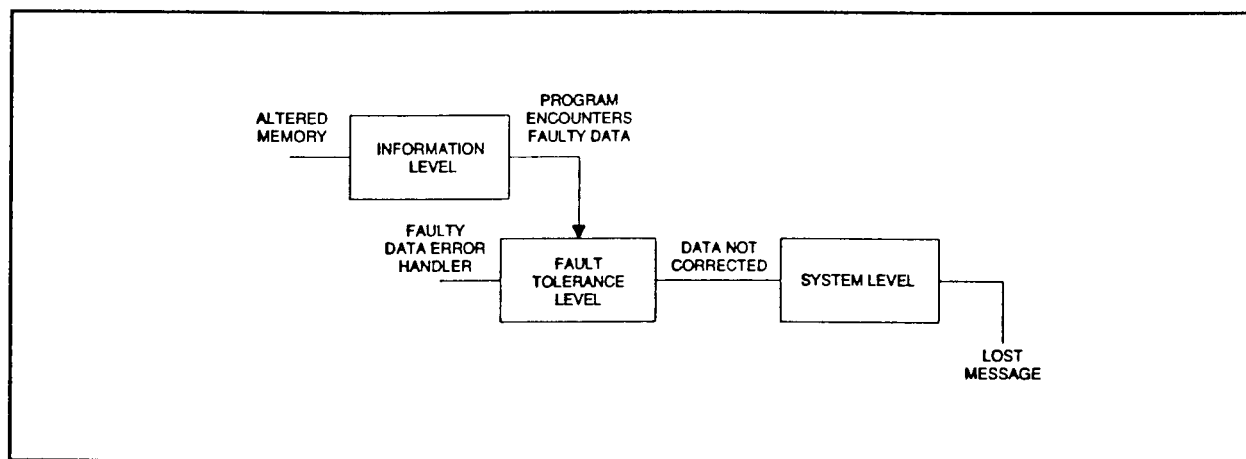 ALTERED
MEMORY
INFORMATION
LEVEL
PROGRAM
ENCOUNTERS
FAULTY DATA
FAULTY
DATA ERROR
HANDLER
FAULT
TOLERANCE
LEVEL
DATA NOT
CORRECTED
SYSTEM LEVEL
LOST
MESSAGE